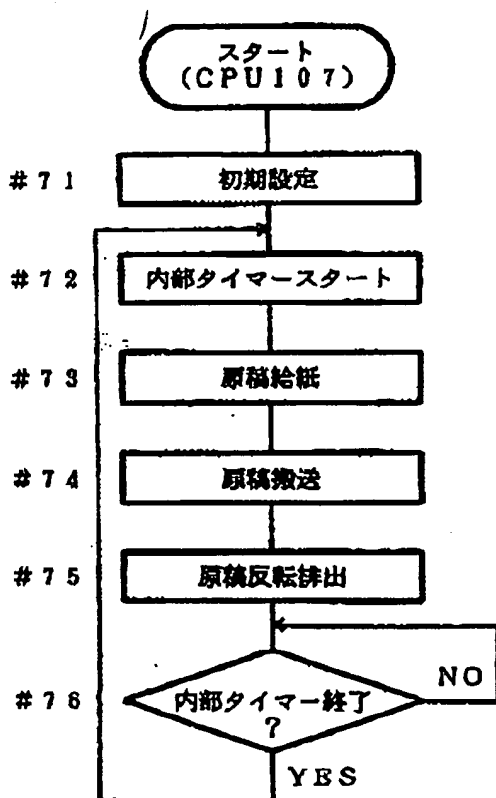 スタート
(CPU107)
#71 初期設定
#72 内部タイマースタート
#73 原稿給紙
#74 原稿搬送
#75 原稿反転排出
#76 内部タイマー終了
?
NO
YES